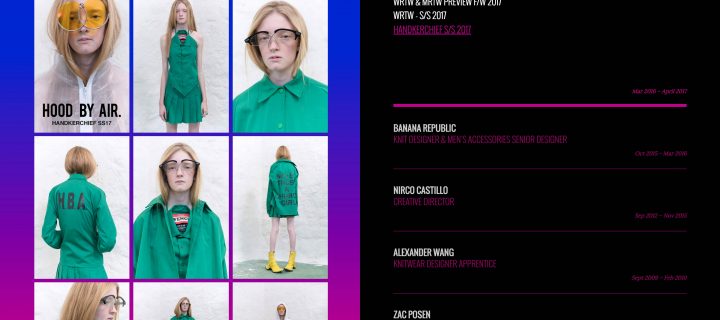 HOOD BY AIR.
HANDKERCHIEF SS17
H.B.A.
WRTW & MRTW PREVIEW F/W 2017
WRTW - S/S 2017
HANDKERCHIEF S/S 2017
Mar 2016 – April 2017
BANANA REPUBLIC
KNIT DESIGNER & MEN'S ACCESSORIES SENIOR DESIGNER
Oct 2015 – Mar 2016
NIRCO CASTILLO
CREATIVE DIRECTOR
Sep 2012 – Nov 2015
ALEXANDER WANG
KNITWEAR DESIGNER APPRENTICE
Sept 2009 – Feb 2010
ZAC POSEN